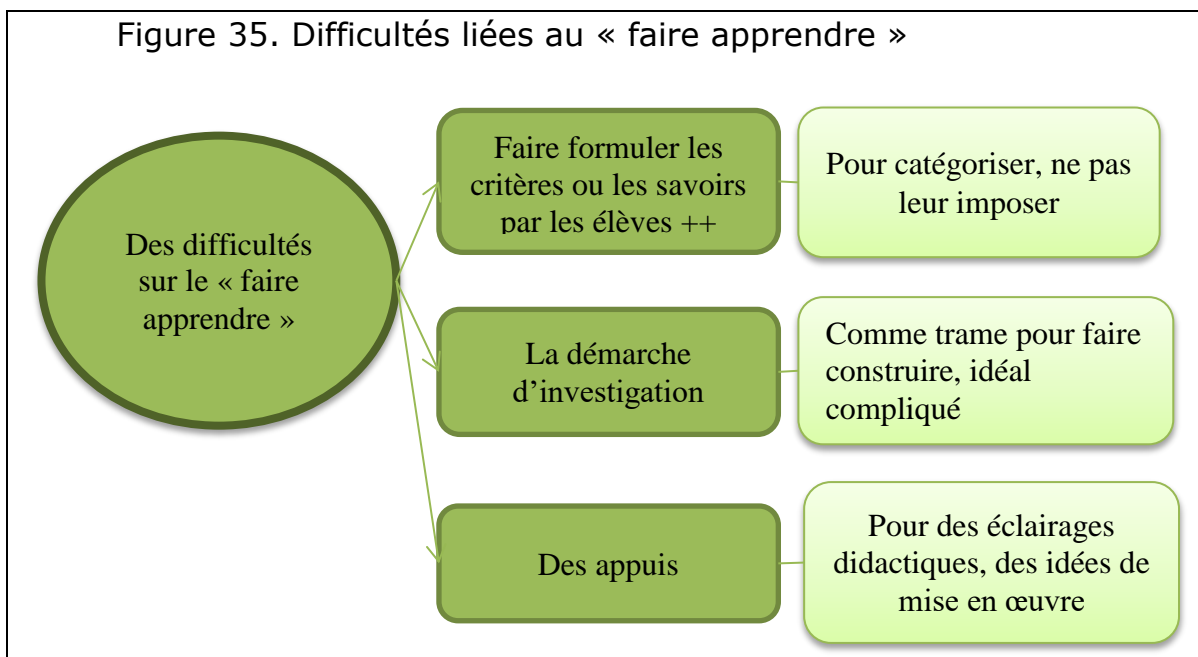 Figure 35. Difficultés liées au « faire apprendre »
Des difficultés
sur le « faire
apprendre »
Faire formuler les
critères ou les savoirs
par les élèves ++
Pour catégoriser, ne pas
leur imposer
La démarche
d’investigation
Comme trame pour faire
construire, idéal
compliqué
Des appuis
Pour des éclairages
didactiques, des idées de
mise en œuvre